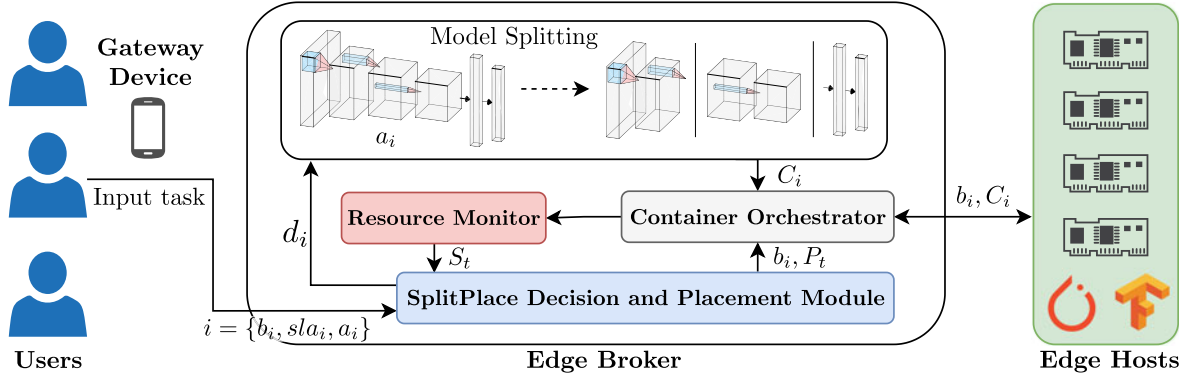 Gateway
Device
Input task
Users
Model Splitting
a_i
C_i
d_i
Resource Monitor
Container Orchestrator
b_i, C_i
S_t
b_i, P_t
SplitPlace Decision and Placement Module
i = {b_i, sla_i, a_i}
Edge Broker
Edge Hosts